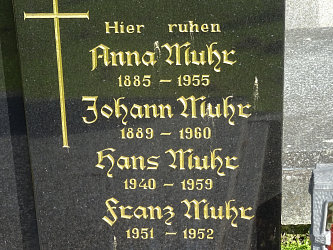 Hier ruhen
Anna Muhr
1885 – 1955
Johann Muhr
1889 – 1960
Hans Muhr
1940 – 1959
Franz Muhr
1951 – 1952